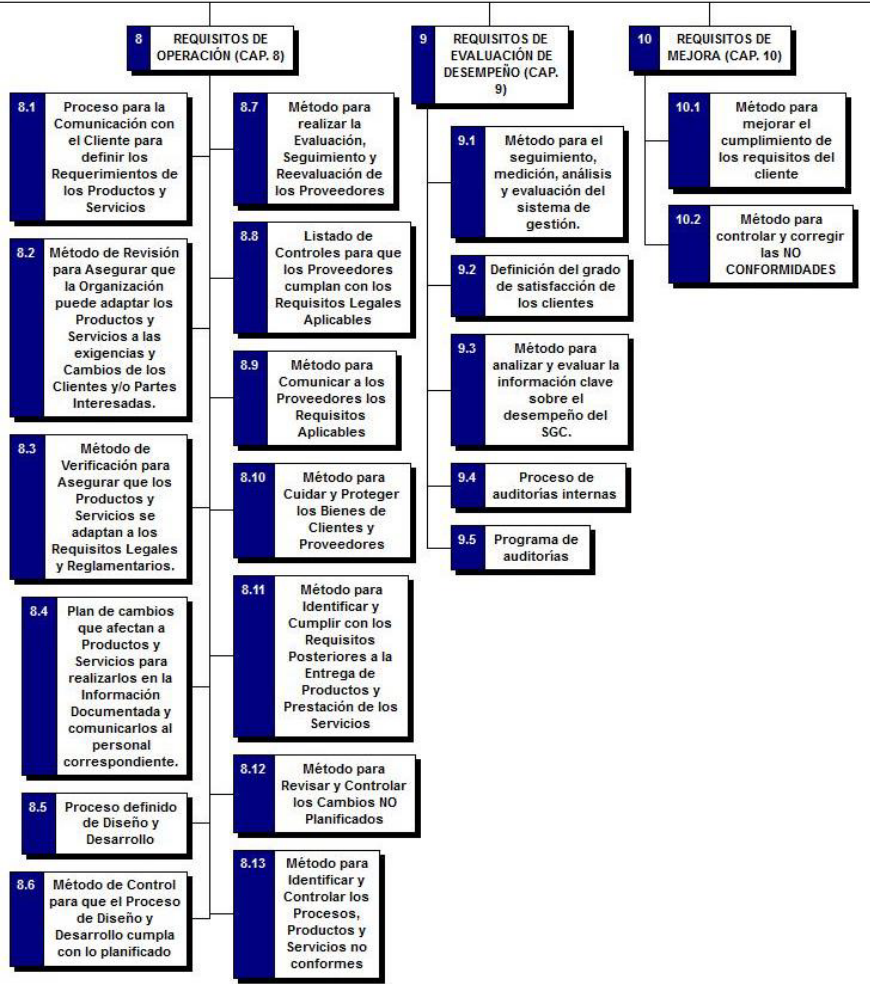 8
REQUISITOS DE
OPERACIÓN (CAP. 8)
8.1
Proceso para la
Comunicación con
el Cliente para
definir los
Requerimientos de
los Productos y
Servicios
8.2
Método de Revisión
para Asegurar que
la Organización
puede adaptar los
Productos y
Servicios a las
exigencias y
Cambios de los
Clientes y/o Partes
Interesadas.
8.3
Método de
Verificación para
Asegurar que los
Productos y
Servicios se
adaptan a los
Requisitos Legales
y Reglamentarios.
8.4
Plan de cambios
que afectan a
Productos y
Servicios para
realizarlos en la
Información
Documentada y
comunicarlos al
personal
correspondiente.
8.5
Proceso definido
de Diseño y
Desarrollo
8.6
Método de Control
para que el Proceso
de Diseño y
Desarrollo cumpla
con lo planificado
8.7
Método para
realizar la
Evaluación,
Seguimiento y
Reevaluación de
los Proveedores
8.8
Listado de
Controles para que
los Proveedores
cumplan con los
Requisitos Legales
Aplicables
8.9
Método para
Comunicar a los
Proveedores los
Requisitos
Aplicables
8.10
Método para
Cuidar y Proteger
los Bienes de
Clientes y
Proveedores
8.11
Método para
Identificar y
Cumplir con los
Requisitos
Posteriores a la
Entrega de
Productos y
Prestación de los
Servicios
8.12
Método para
Revisar y Controlar
los Cambios NO
Planificados
8.13
Método para
Identificar y
Controlar los
Procesos,
Productos y
Servicios no
conformes
9
REQUISITOS DE
EVALUACIÓN DE
DESEMPEÑO (CAP.
9)
9.1
Método para el
seguimiento,
medición, análisis
y evaluación del
sistema de
gestión.
9.2
Definición del grado
de satisfacción de
los clientes
9.3
Método para
analizar y evaluar la
información clave
sobre el
desempeño del
SGC.
9.4
Proceso de
auditorías internas
9.5
Programa de
auditorías
10
REQUISITOS DE
MEJORA (CAP. 10)
10.1
Método para
mejorar el
cumplimiento de
los requisitos del
cliente
10.2
Método para
controlar y corregir
las NO
CONFORMIDADES